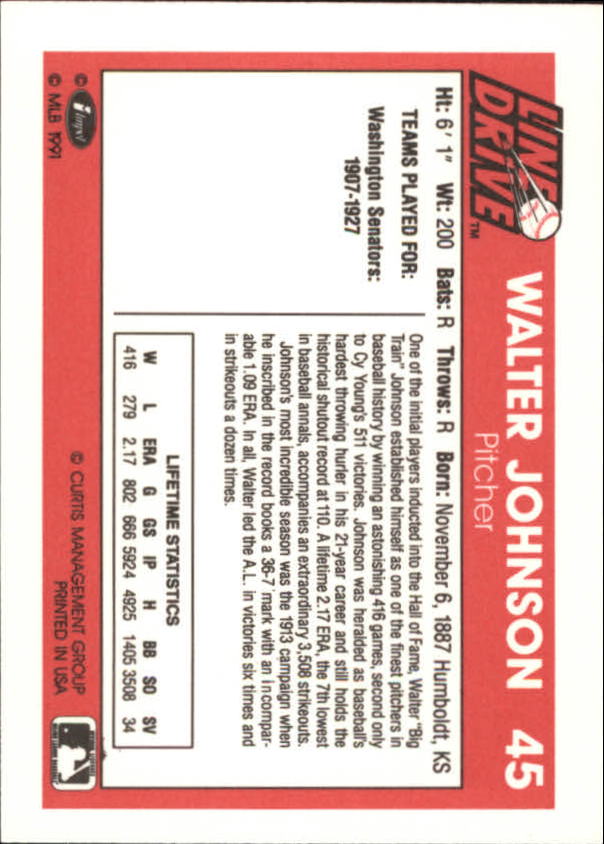 LINE DRIVE™
WALTER JOHNSON 45
Pitcher
Ht: 6' 1" Wt: 200 Bats: R Throws: R Born: November 6, 1887 Humboldt, KS
TEAMS PLAYED FOR:
Washington Senators:
1907-1927
One of the initial players inducted into the Hall of Fame, Walter "Big
Train" Johnson established himself as one of the finest pitchers in
baseball history by winning an astonishing 416 games, second only
to Cy Young's 511 victories. Johnson was heralded as baseball's
hardest throwing hurler in his 21-year career and still holds the
historical shutout record at 110. A lifetime 2.17 ERA, the 7th lowest
in baseball annals, accompanies an extraordinary 3,508 strikeouts.
Johnson's most incredible season was the 1913 campaign when
he inscribed in the record books a 36-7 mark with an incompar-
able 1.09 ERA. In all, Walter led the A.L. in victories six times and
in strikeouts a dozen times.
LIFETIME STATISTICS
W L ERA G GS IP H BB SO SV
416 279 2.17 802 666 5924 4925 1405 3508 34
© impel
© MLB 1991
© CURTIS MANAGEMENT GROUP
PRINTED IN USA